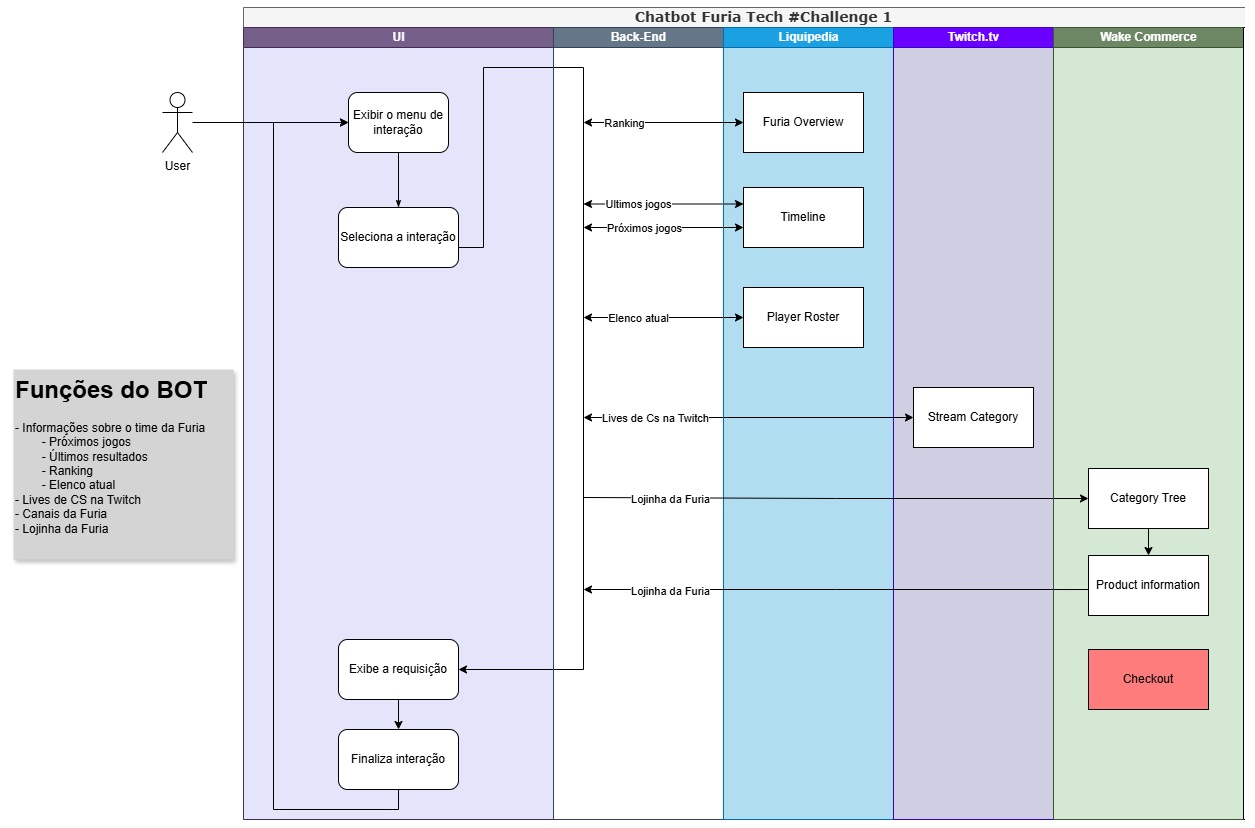 Chatbot Furia Tech #Challenge 1
UI
Back-End
Liquipedia
Twitch.tv
Wake Commerce
User
Exibir o menu de
interação
Ranking
Furia Overview
Seleciona a interação
Ultimos jogos
Próximos jogos
Timeline
Elenco atual
Player Roster
Funções do BOT
- Informações sobre o time da Furia
- Próximos jogos
- Últimos resultados
- Ranking
- Elenco atual
- Lives de CS na Twitch
- Canais da Furia
- Lojinha da Furia
Lives de Cs na Twitch
Stream Category
Lojinha da Furia
Category Tree
Lojinha da Furia
Product information
Exibe a requisição
Checkout
Finaliza interação